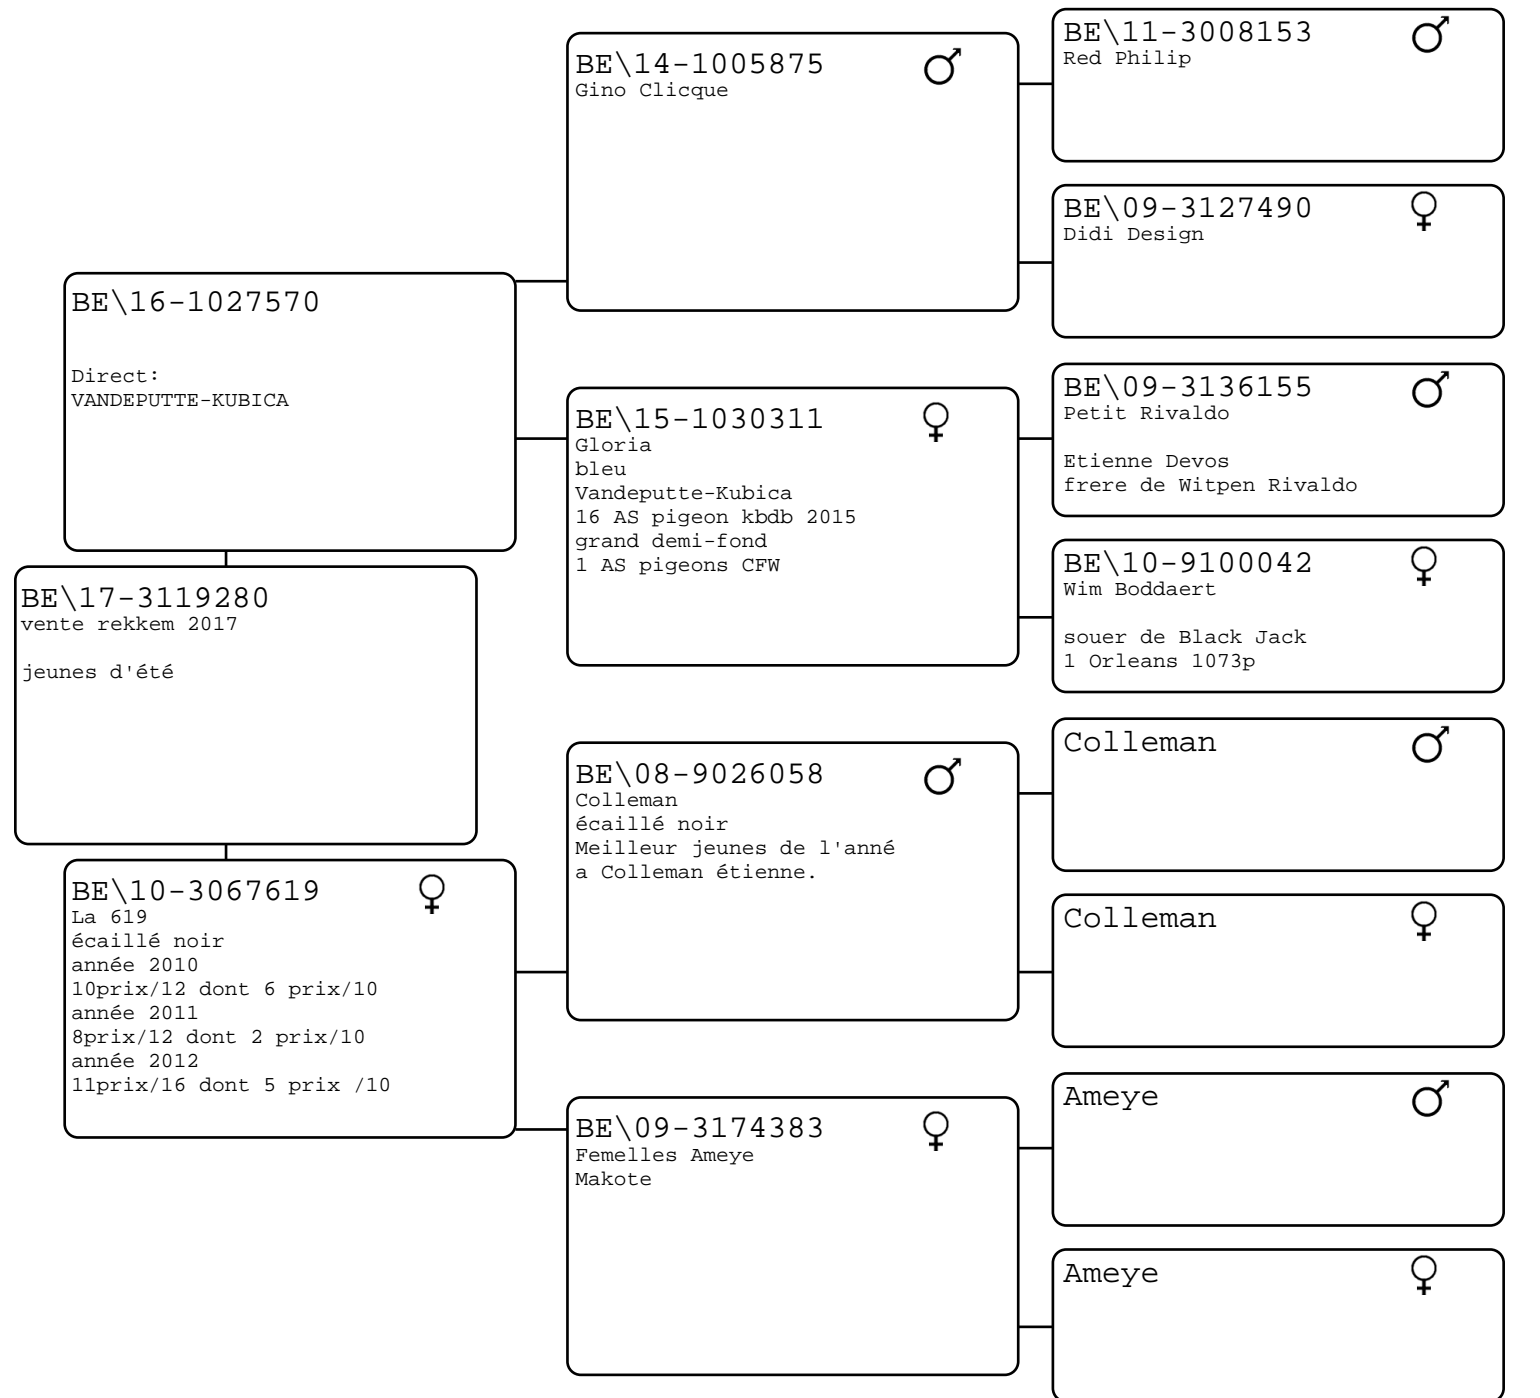 BE\17-3119280
vente rekkem 2017
jeunes d'été
BE\16-1027570
Direct:
VANDEPUTTE-KUBICA
BE\10-3067619
La 619
écaillé noir
année 2010
10prix/12 dont 6 prix/10
année 2011
8prix/12 dont 2 prix/10
année 2012
11prix/16 dont 5 prix /10
BE\14-1005875
Gino Clicque
BE\15-1030311
Gloria
bleu
Vandeputte-Kubica
16 AS pigeon kbdb 2015
grand demi-fond
1 AS pigeons CFW
BE\08-9026058
Colleman
écaillé noir
Meilleur jeunes de l'anné
a Colleman étienne.
BE\09-3174383
Femelles Ameye
Makote
BE\11-3008153
Red Philip
BE\09-3127490
Didi Design
BE\09-3136155
Petit Rivaldo
Etienne Devos
frere de Witpen Rivaldo
BE\10-9100042
Wim Boddaert
souer de Black Jack
1 Orleans 1073p
Colleman
Colleman
Ameye
Ameye